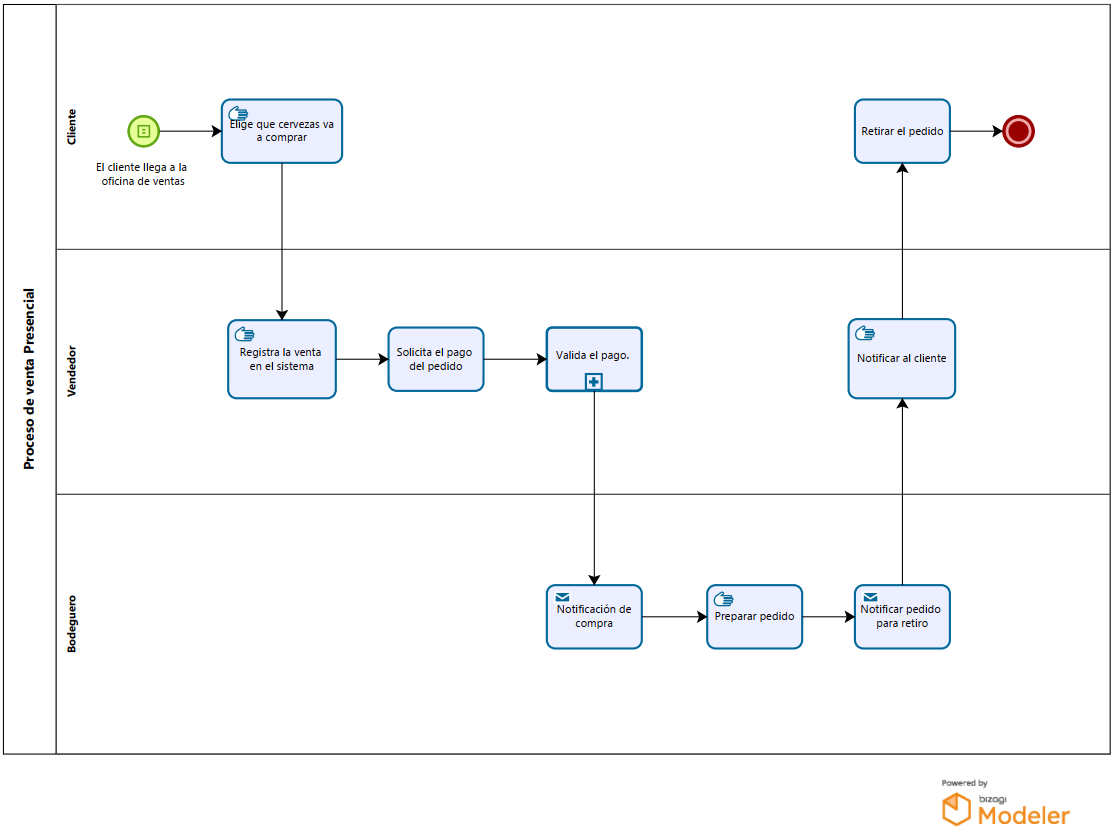 Proceso de venta Presencial
Cliente
El cliente llega a la
oficina de ventas
Elige que cervezas va
a comprar
Retirar el pedido
Vendedor
Registra la venta
en el sistema
Solicita el pago
del pedido
Valida el pago.
Notificar al cliente
Bodeguero
Notificación de
compra
Preparar pedido
Notificar pedido
para retiro
Powered by
bizagi
Modeler